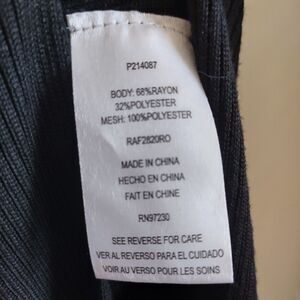 P214087
BODY: 68%RAYON
32%POLYESTER
MESH: 100%POLYESTER
RAF2820RO
MADE IN CHINA
HECHO EN CHINA
FAIT EN CHINE
RN97230
SEE REVERSE FOR CARE
VER AL REVERSO PARA EL CUIDADO
VOIR AU VERSO POUR LES SOINS